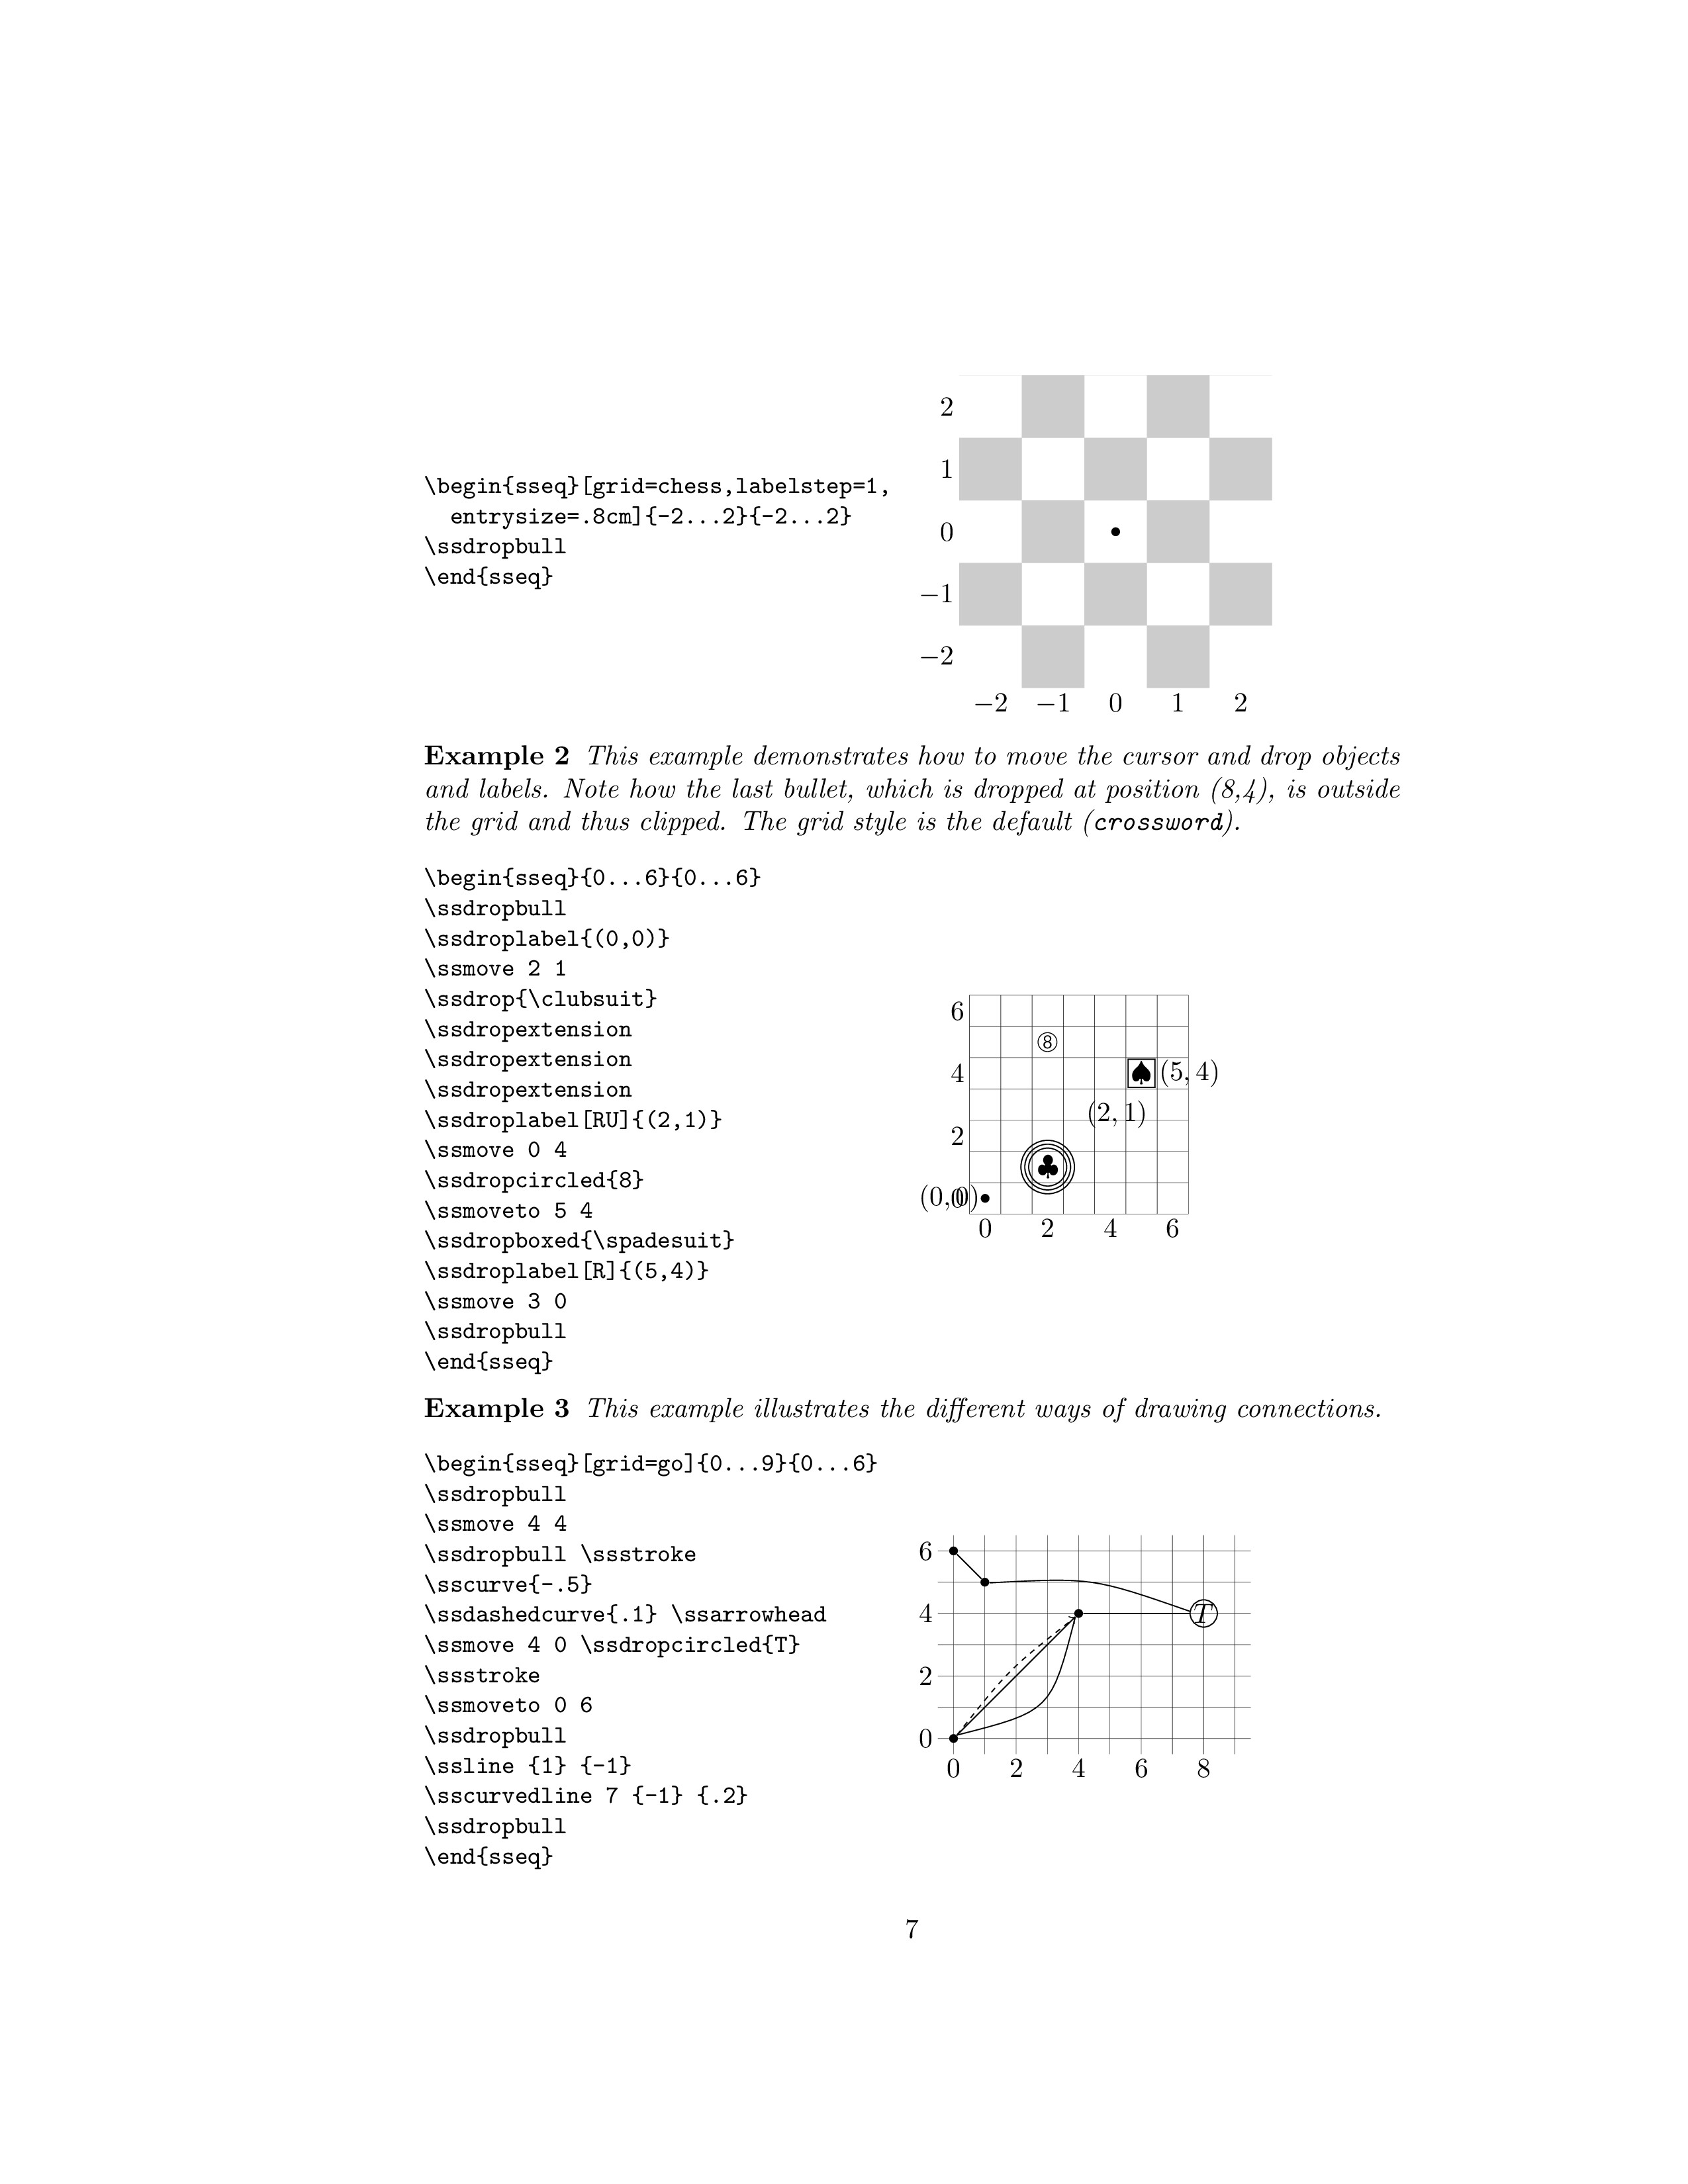 2
1
\begin{sseq}[grid=chess,labelstep=1,
entrysize=.8cm]{-2...2}{-2...2}
0
\ssdropbull
\end{sseq}
−1
−2
−2 −1 0 1 2
Example 2 This example demonstrates how to move the cursor and drop objects
and labels. Note how the last bullet, which is dropped at position (8,4), is outside
the grid and thus clipped. The grid style is the default (crossword).
\begin{sseq}{0...6}{0...6}
\ssdropbull
\ssdroplabel{(0,0)}
\ssmove 2 1
\ssdrop{\clubsuit}
\ssdropextension
\ssdropextension
\ssdropextension
\ssdroplabel[RU]{(2,1)}
\ssmove 0 4
\ssdropcircled{8}
\ssmoveto 5 4
\ssdropboxed{\spadesuit}
\ssdroplabel[R]{(5,4)}
\ssmove 3 0
\ssdropbull
\end{sseq}
6
8
4 ♠ (5, 4)
(2, 1)
2
♣
(0, 0) 0
0 2 4 6
Example 3 This example illustrates the different ways of drawing connections.
\begin{sseq}[grid=go]{0...9}{0...6}
\ssdropbull
\ssmove 4 4
\ssdropbull \ssstroke
\sscurve{-.5}
\ssdashedcurve{.1} \ssarrowhead
\ssmove 4 0 \ssdropcircled{T}
\ssstroke
\ssmoveto 0 6
\ssdropbull
\ssline {1} {-1}
\sscurvedline 7 {-1} {.2}
\ssdropbull
\end{sseq}
6
4 T
2
0
0 2 4 6 8
7